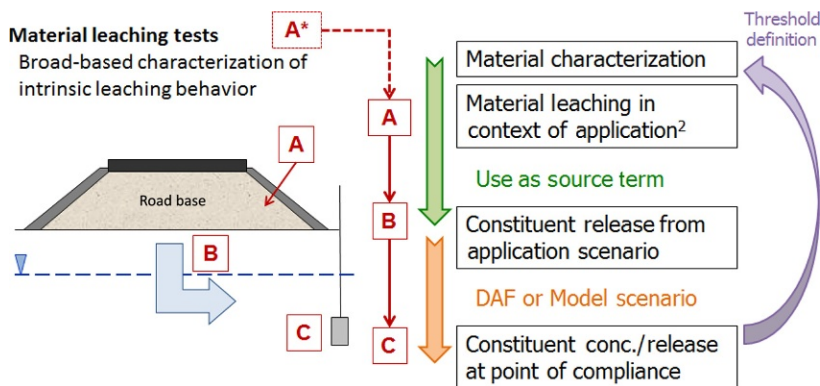 Material leaching tests
Broad-based characterization of
intrinsic leaching behavior
A
Road base
B
C
A*
A
B
C
Material characterization
Material leaching in
context of application²
Use as source term
Constituent release from
application scenario
DAF or Model scenario
Constituent conc./release
at point of compliance
Threshold
definition